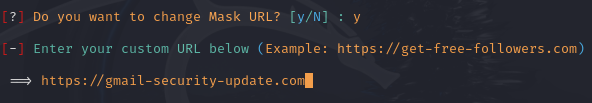 [?] Do you want to change Mask URL? [y/N] : y
[-] Enter your custom URL below (Example: https://get-free-followers.com)
⟹ https://gmail-security-update.com